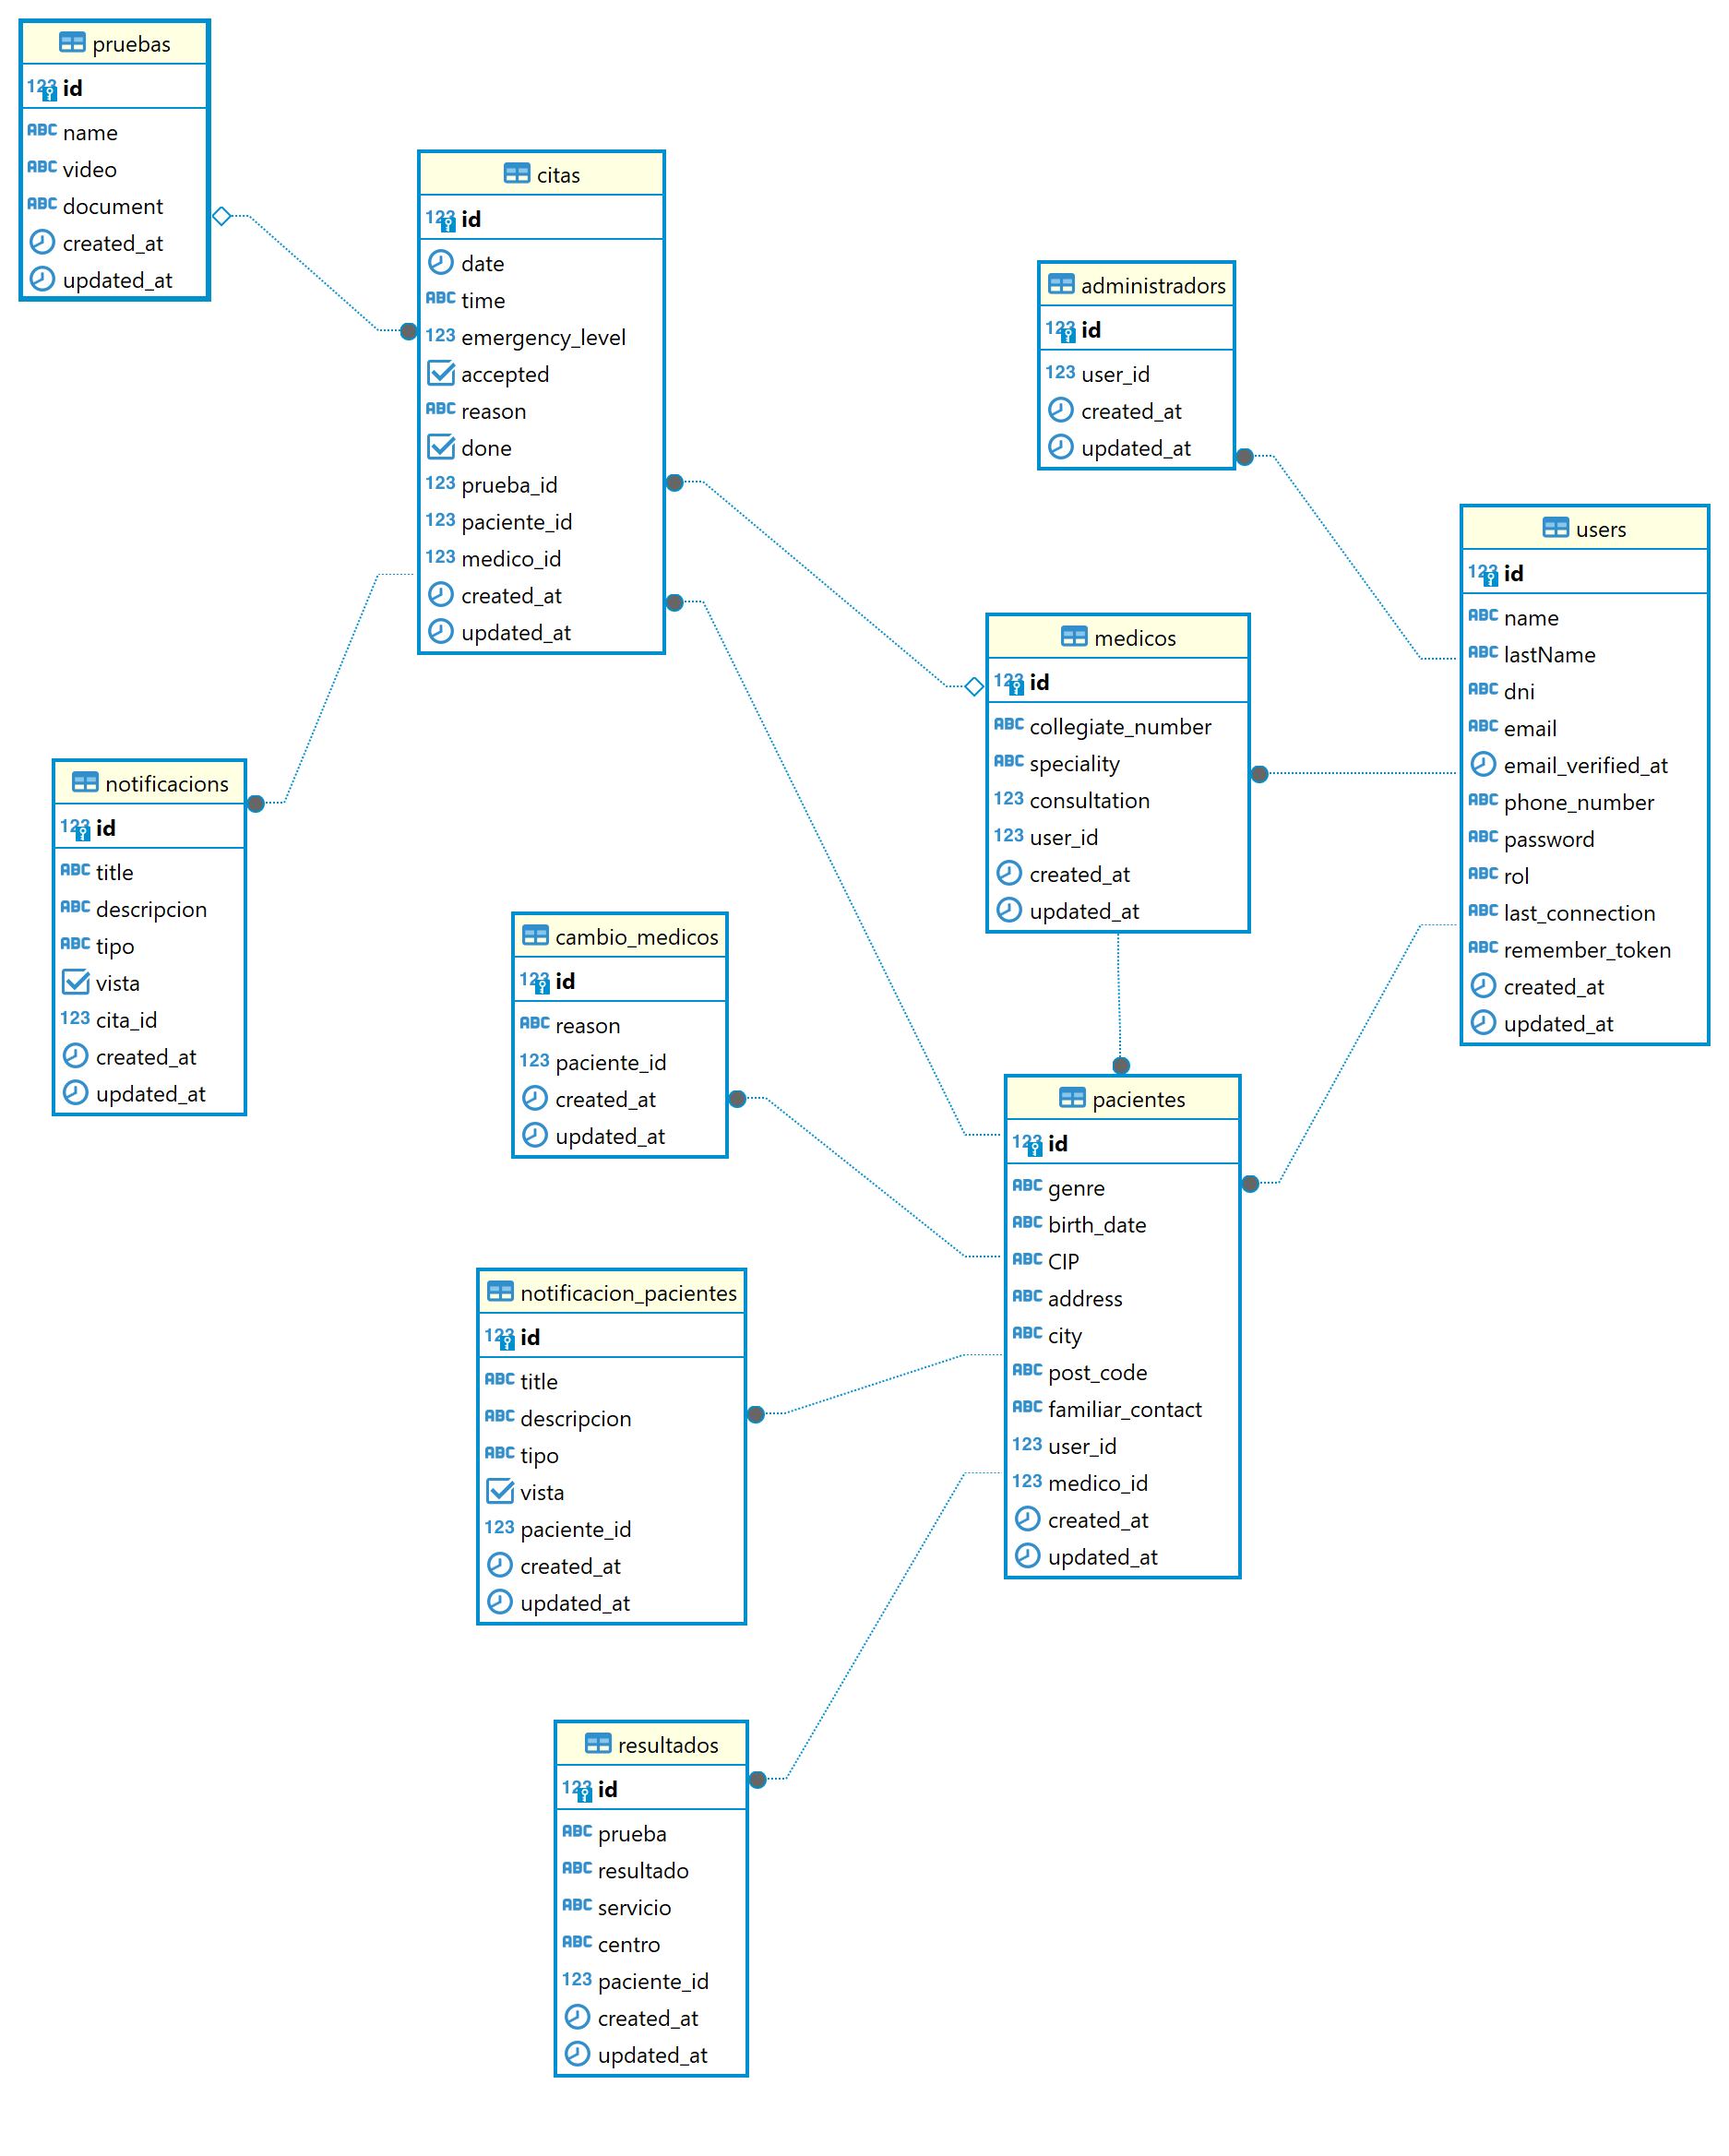 pruebas
123 id
ABC name
ABC video
ABC document
created_at
updated_at
citas
123 id
date
ABC time
123 emergency_level
accepted
ABC reason
done
123 prueba_id
123 paciente_id
123 medico_id
created_at
updated_at
administradors
123 id
123 user_id
created_at
updated_at
users
123 id
ABC name
ABC lastName
ABC dni
ABC email
email_verified_at
ABC phone_number
ABC password
ABC rol
ABC last_connection
ABC remember_token
created_at
updated_at
medicos
123 id
ABC collegiate_number
ABC speciality
123 consultation
123 user_id
created_at
updated_at
notificacions
123 id
ABC title
ABC descripcion
ABC tipo
vista
123 cita_id
created_at
updated_at
cambio_medicos
123 id
ABC reason
123 paciente_id
created_at
updated_at
pacientes
123 id
ABC genre
ABC birth_date
ABC CIP
ABC address
ABC city
ABC post_code
ABC familiar_contact
123 user_id
123 medico_id
created_at
updated_at
notificacion_pacientes
123 id
ABC title
ABC descripcion
ABC tipo
vista
123 paciente_id
created_at
updated_at
resultados
123 id
ABC prueba
ABC resultado
ABC servicio
ABC centro
123 paciente_id
created_at
updated_at